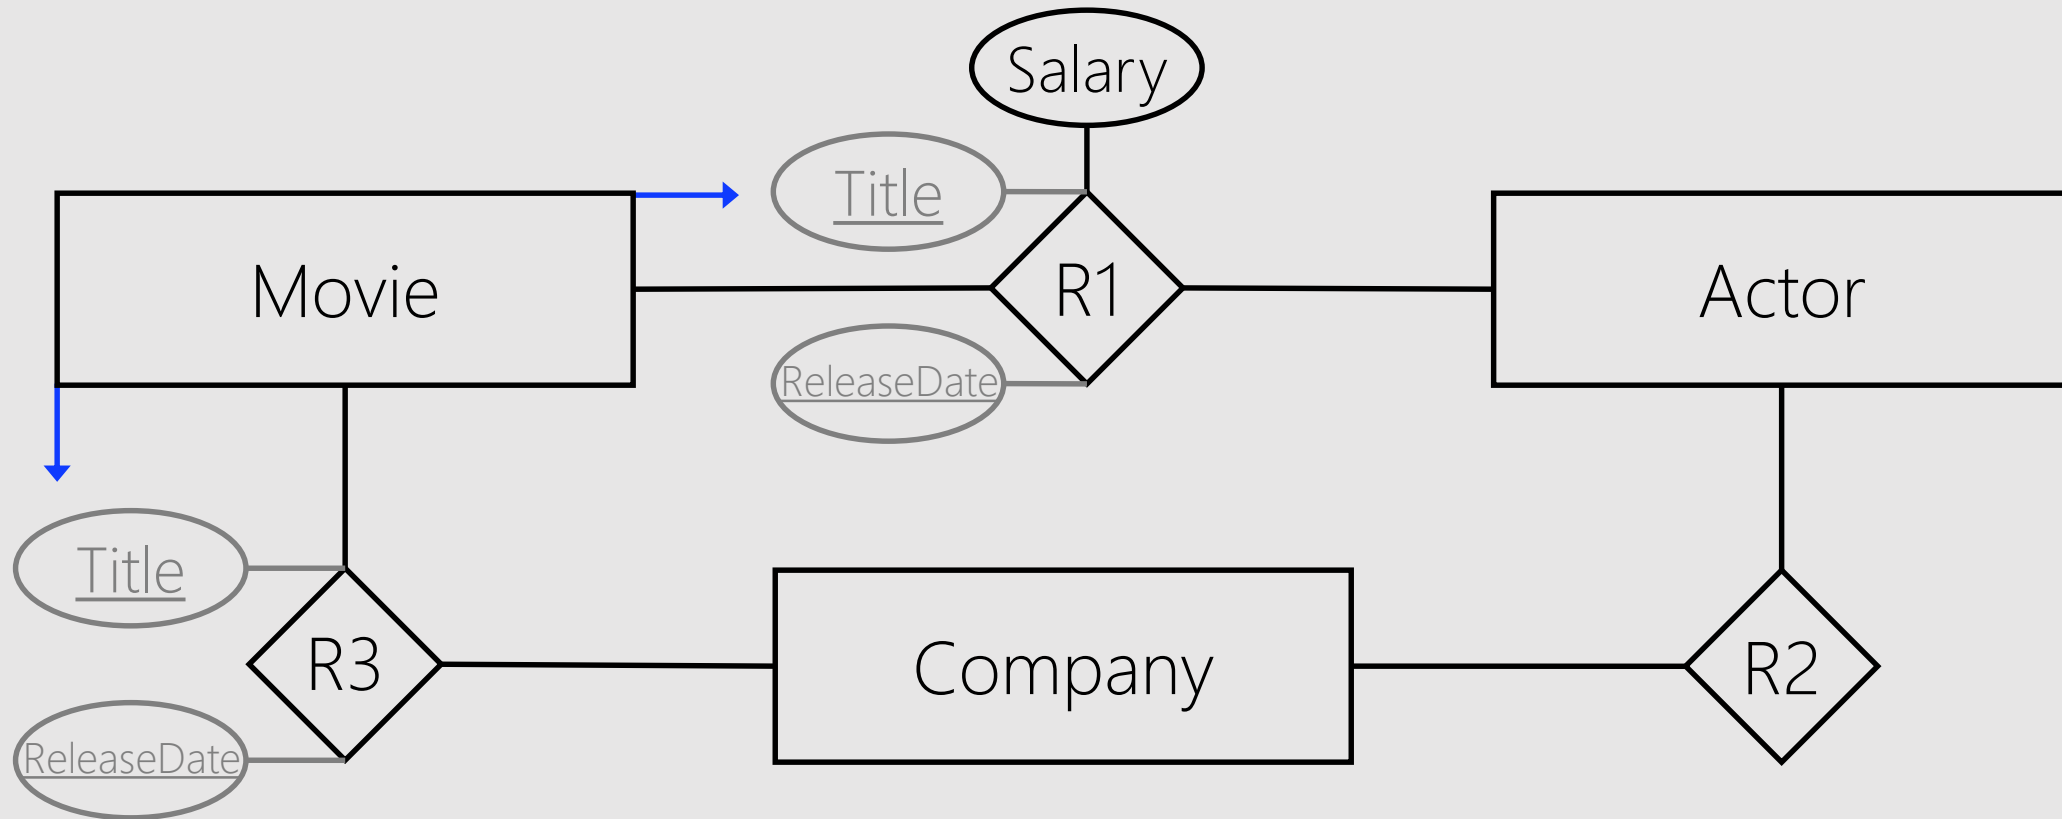 Salary
Title
Movie
R1
Actor
ReleaseDate
Title
R3
Company
R2
ReleaseDate